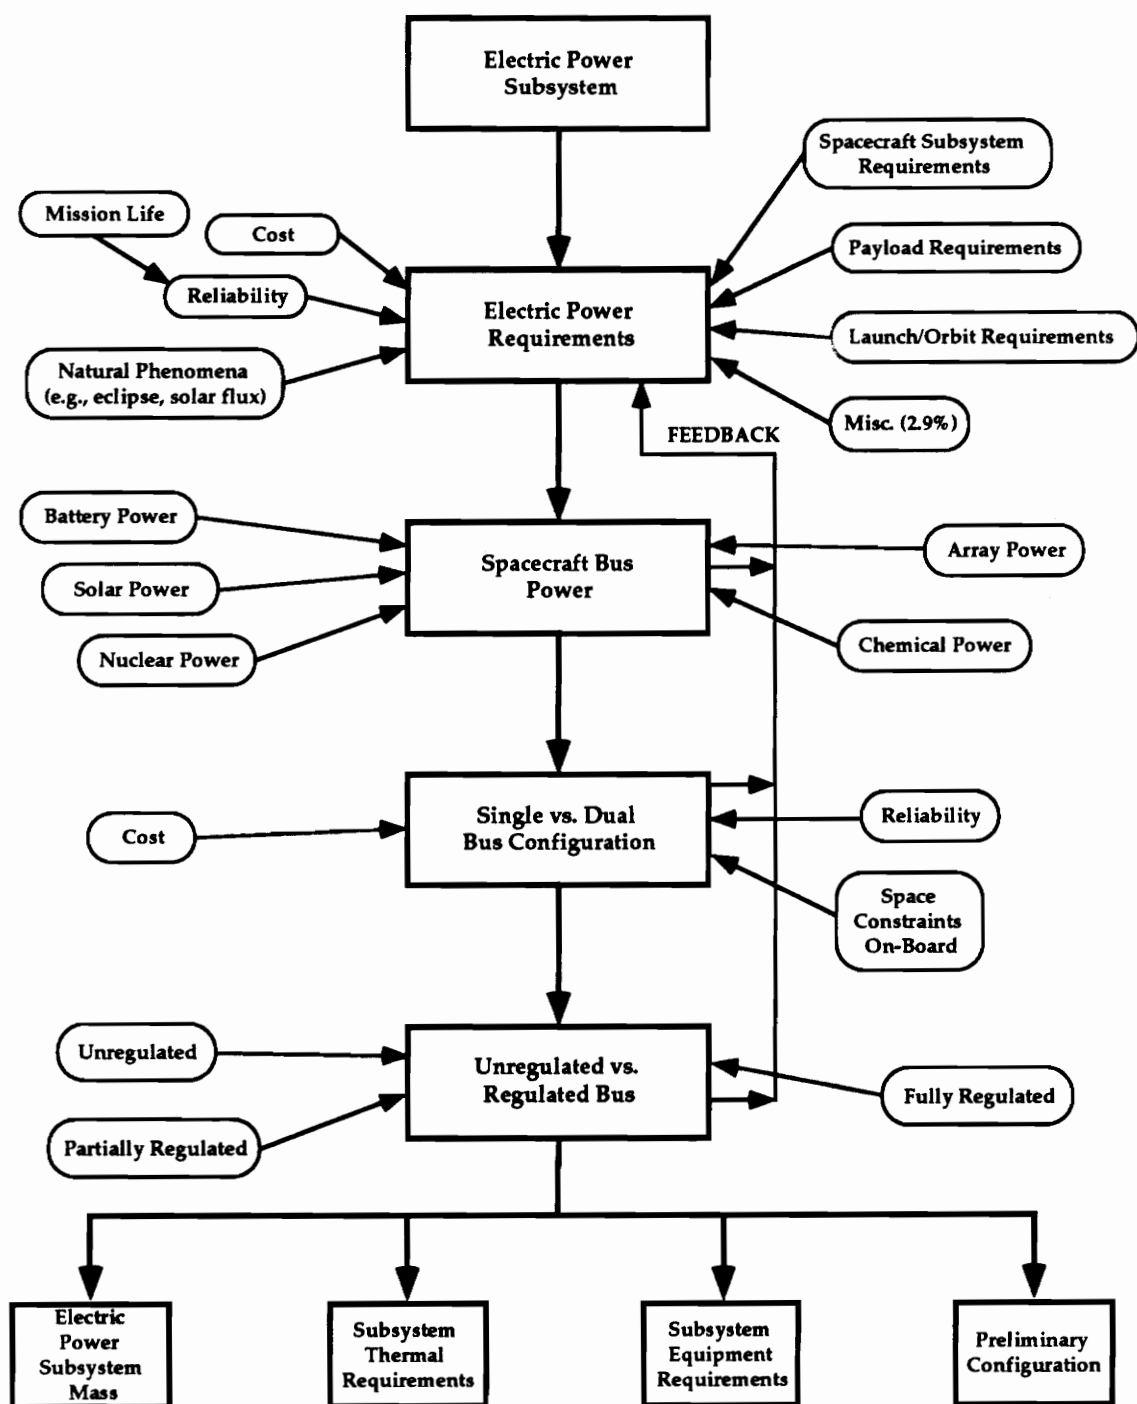 Electric Power
Subsystem
Spacecraft Subsystem
Requirements
Mission Life
Cost
Payload Requirements
Reliability
Electric Power
Requirements
Launch/Orbit Requirements
Natural Phenomena
(e.g., eclipse, solar flux)
Misc. (2.9%)
FEEDBACK
Battery Power
Spacecraft Bus
Power
Array Power
Solar Power
Nuclear Power
Chemical Power
Single vs. Dual
Bus Configuration
Cost
Reliability
Space
Constraints
On-Board
Unregulated
Unregulated vs.
Regulated Bus
Fully Regulated
Partially Regulated
Electric
Power
Subsystem
Mass
Subsystem
Thermal
Requirements
Subsystem
Equipment
Requirements
Preliminary
Configuration